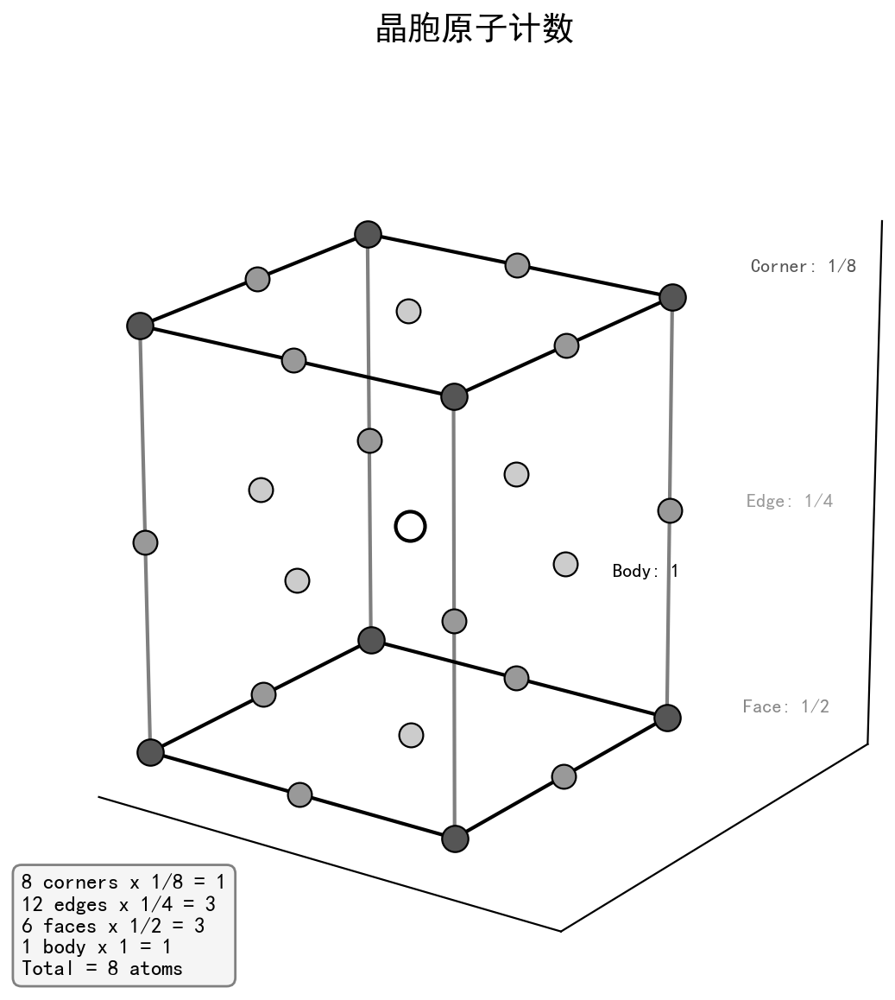 晶胞原子计数
Corner: 1/8
Edge: 1/4
Body: 1
Face: 1/2
8 corners x 1/8 = 1
12 edges x 1/4 = 3
6 faces x 1/2 = 3
1 body x 1 = 1
Total = 8 atoms